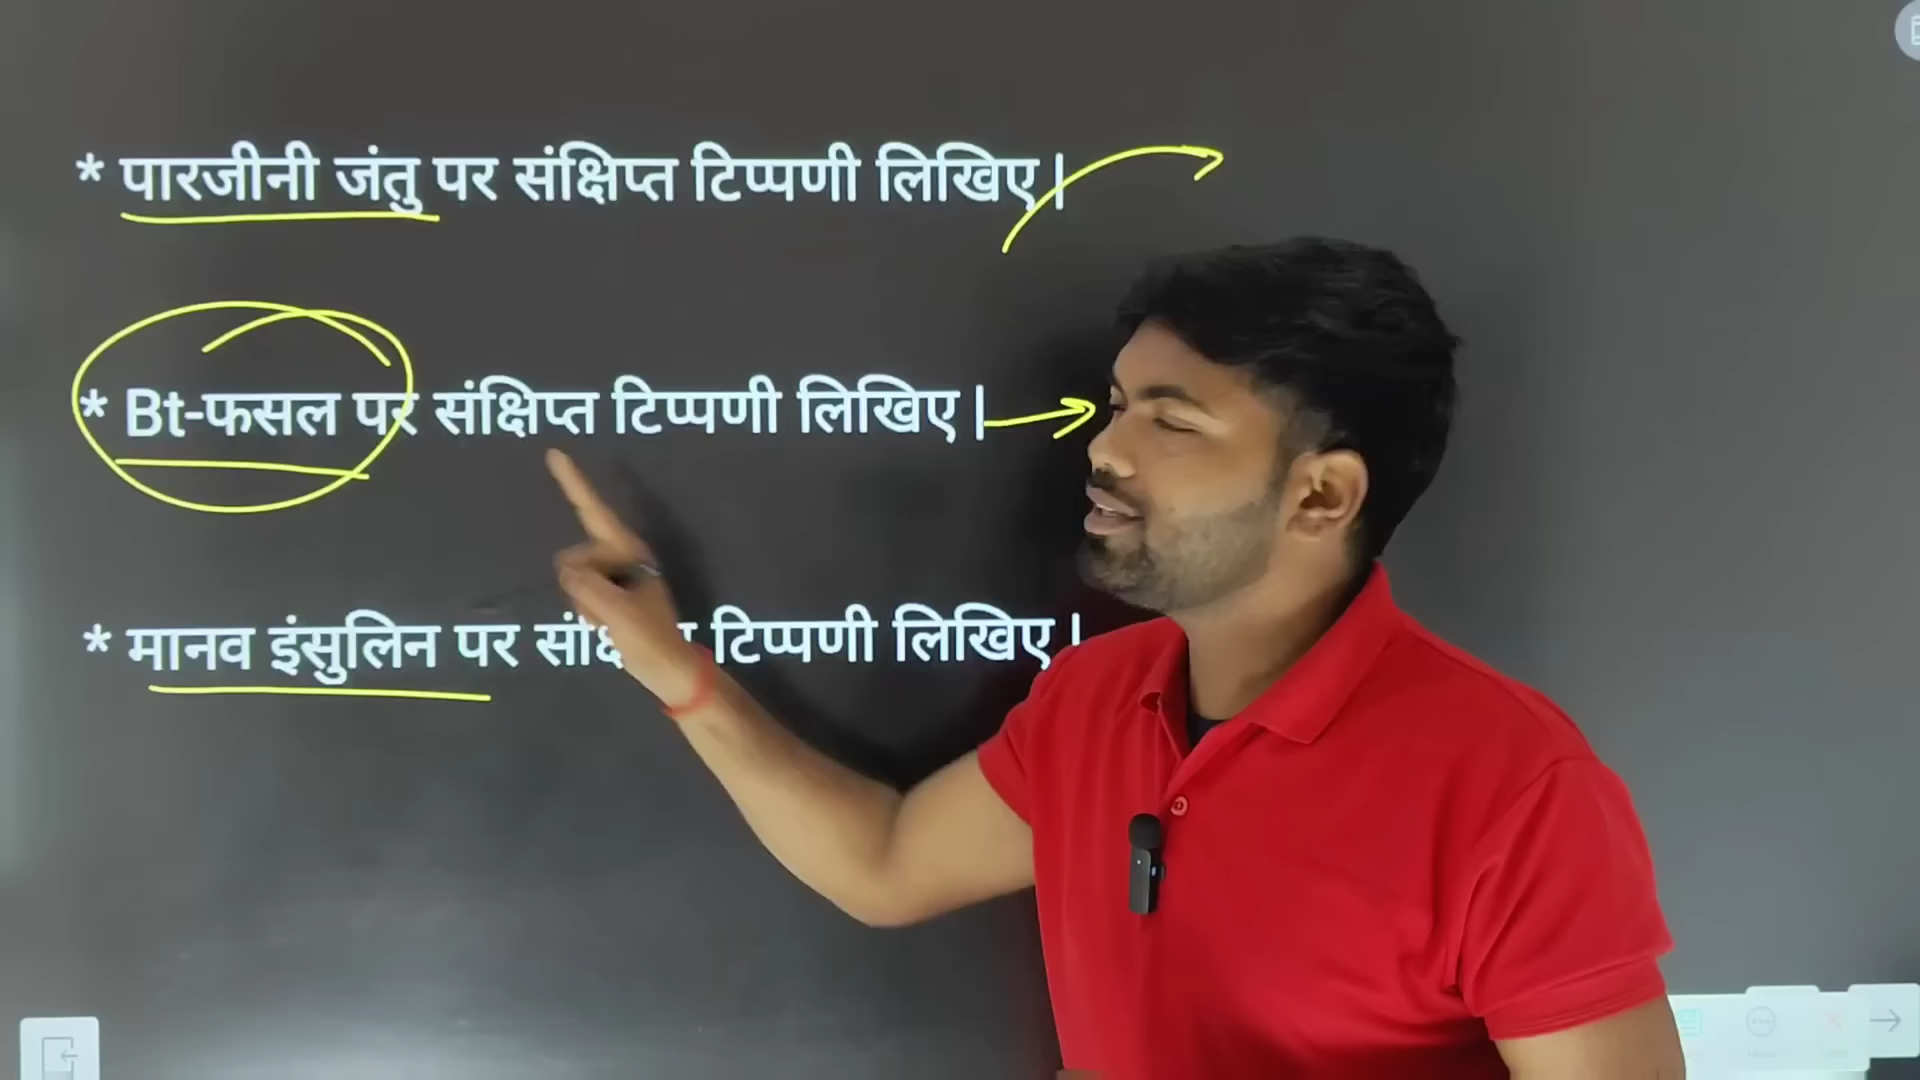 * पारजीनी जंतु पर संक्षिप्त टिप्पणी लिखिए |
* Bt-फसल पर संक्षिप्त टिप्पणी लिखिए |
* मानव इंसुलिन पर टिप्पणी लिखिए |